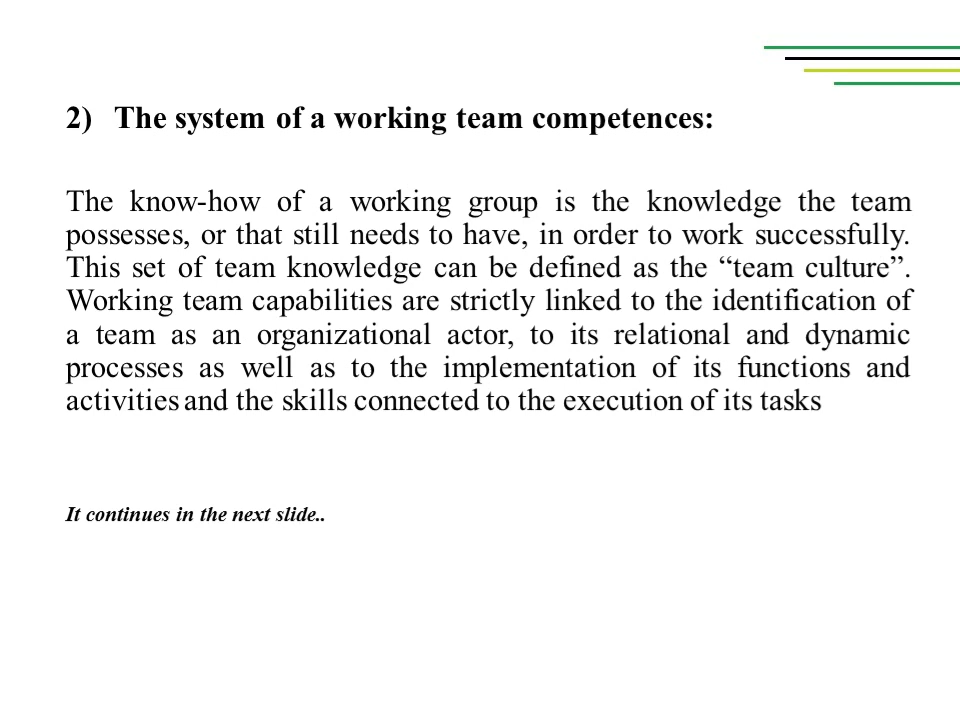 2) The system of a working team competences:
The know-how of a working group is the knowledge the team
possesses, or that still needs to have, in order to work successfully.
This set of team knowledge can be defined as the “team culture”.
Working team capabilities are strictly linked to the identification of
a team as an organizational actor, to its relational and dynamic
processes as well as to the implementation of its functions and
activities and the skills connected to the execution of its tasks
It continues in the next slide..